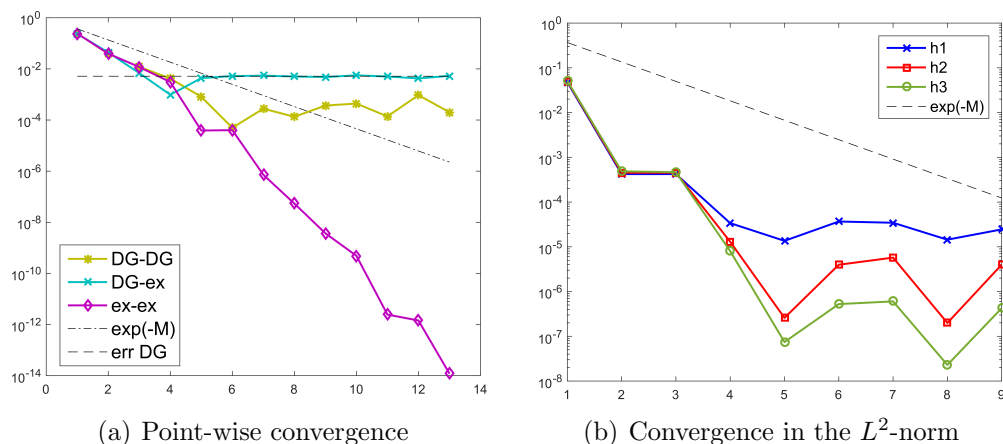 10^0
10^-2
10^-4
10^-6
10^-8
10^-10
10^-12
10^-14
0 2 4 6 8 10 12 14
DG-DG
DG-ex
ex-ex
exp(-M)
err DG
(a) Point-wise convergence
10^0
10^-1
10^-2
10^-3
10^-4
10^-5
10^-6
10^-7
10^-8
1 2 3 4 5 6 7 8 9
h1
h2
h3
exp(-M)
(b) Convergence in the L^2-norm